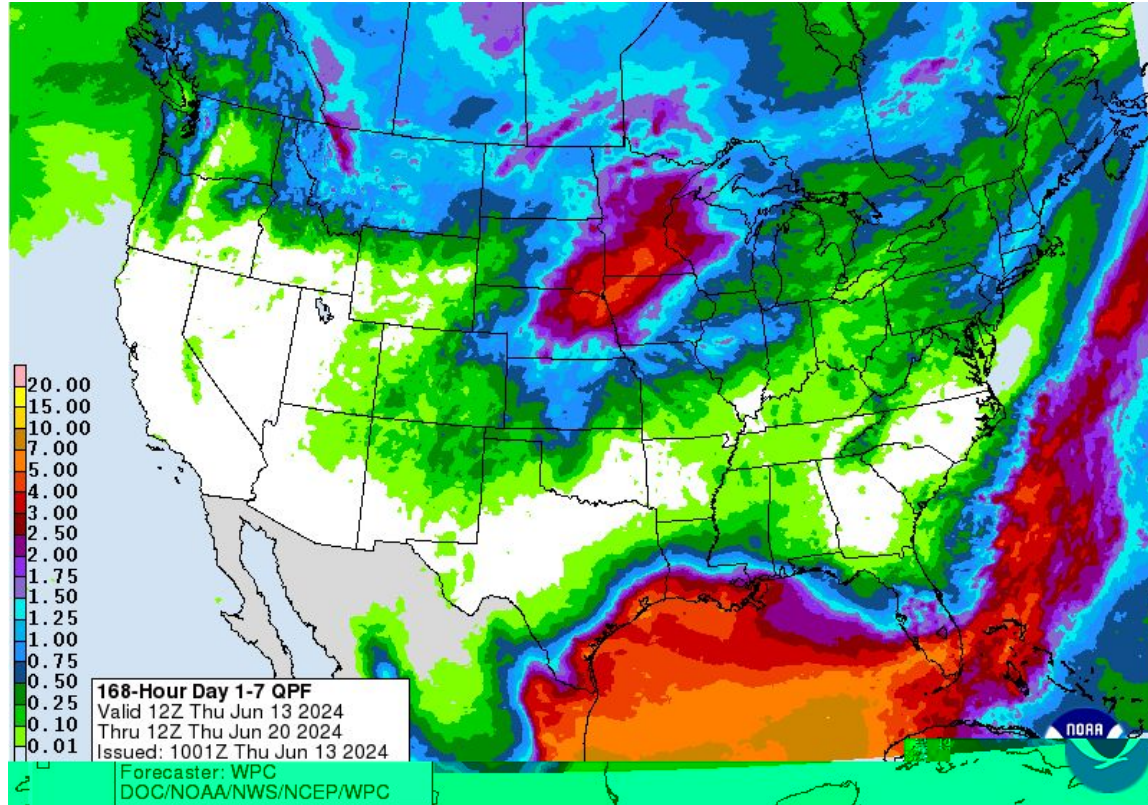 20.00
15.00
10.00
7.00
5.00
4.00
3.00
2.50
2.00
1.75
1.50
1.25
1.00
0.75
0.50
0.25
0.10
0.01
168-Hour Day 1-7 QPF
Valid 12Z Thu Jun 13 2024
Thru 12Z Thu Jun 20 2024
Issued: 1001Z Thu Jun 13 2024
Forecaster: WPC
DOC/NOAA/NWS/NCEP/WPC
NOAA